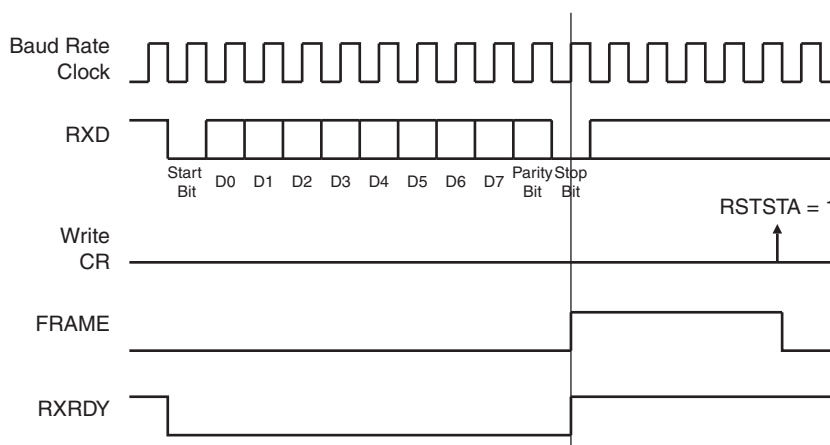 Baud Rate
Clock
RXD
Start
Bit
D0
D1
D2
D3
D4
D5
D6
D7
Parity
Bit
Stop
Bit
RSTSTA = 1
Write
CR
FRAME
RXRDY